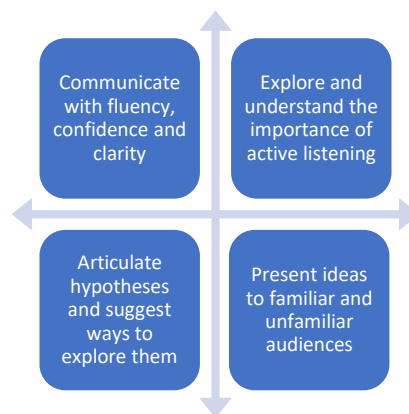 Communicate
with fluency,
confidence and
clarity
Explore and
understand the
importance of
active listening
Articulate
hypotheses
and suggest
ways to
explore them
Present ideas
to familiar and
unfamiliar
audiences